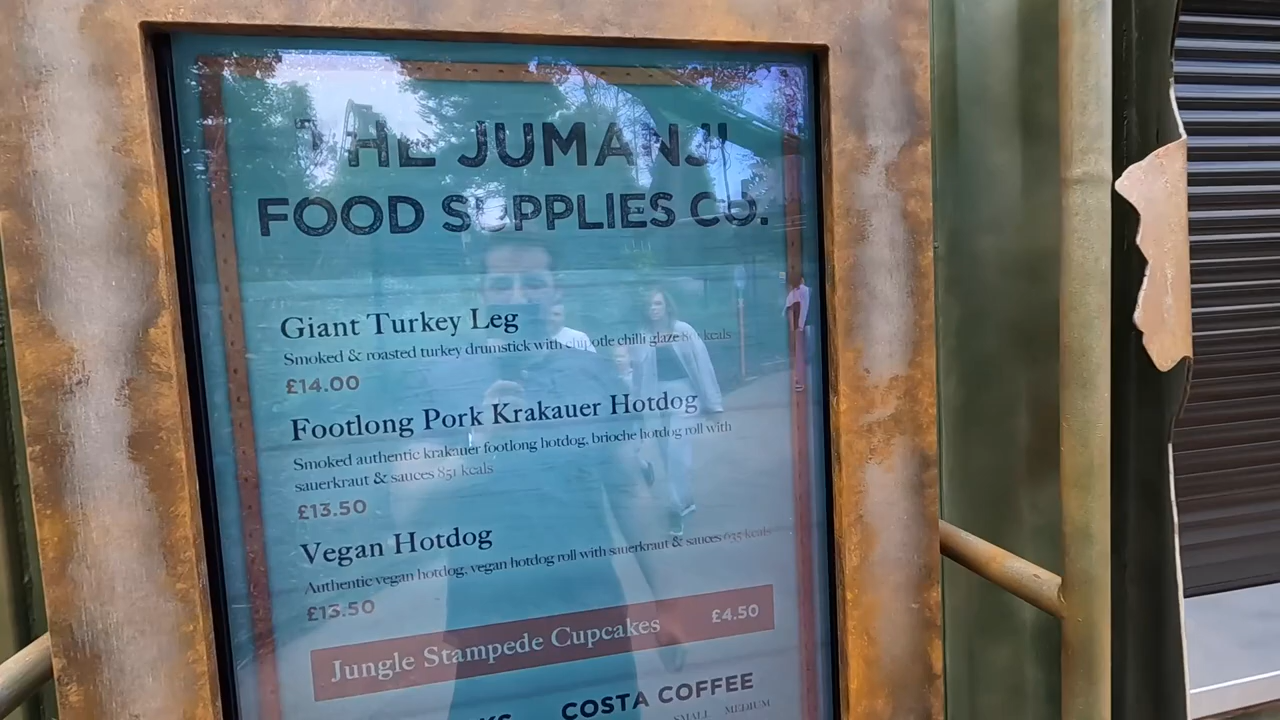 THE JUMANJI
FOOD SUPPLIES CO.
Giant Turkey Leg
Smoked & roasted turkey drumstick with chipotle chilli glaze kcals
£14.00
Footlong Pork Krakauer Hotdog
Smoked authentic krakauer footlong hotdog, brioche hotdog roll with
sauerkraut & sauces 851 kcals
£13.50
Vegan Hotdog
Authentic vegan hotdog, vegan hotdog roll with sauerkraut & sauces 635 kcals
£13.50
Jungle Stampede Cupcakes £4.50
COSTA COFFEE
SMALL MEDIUM